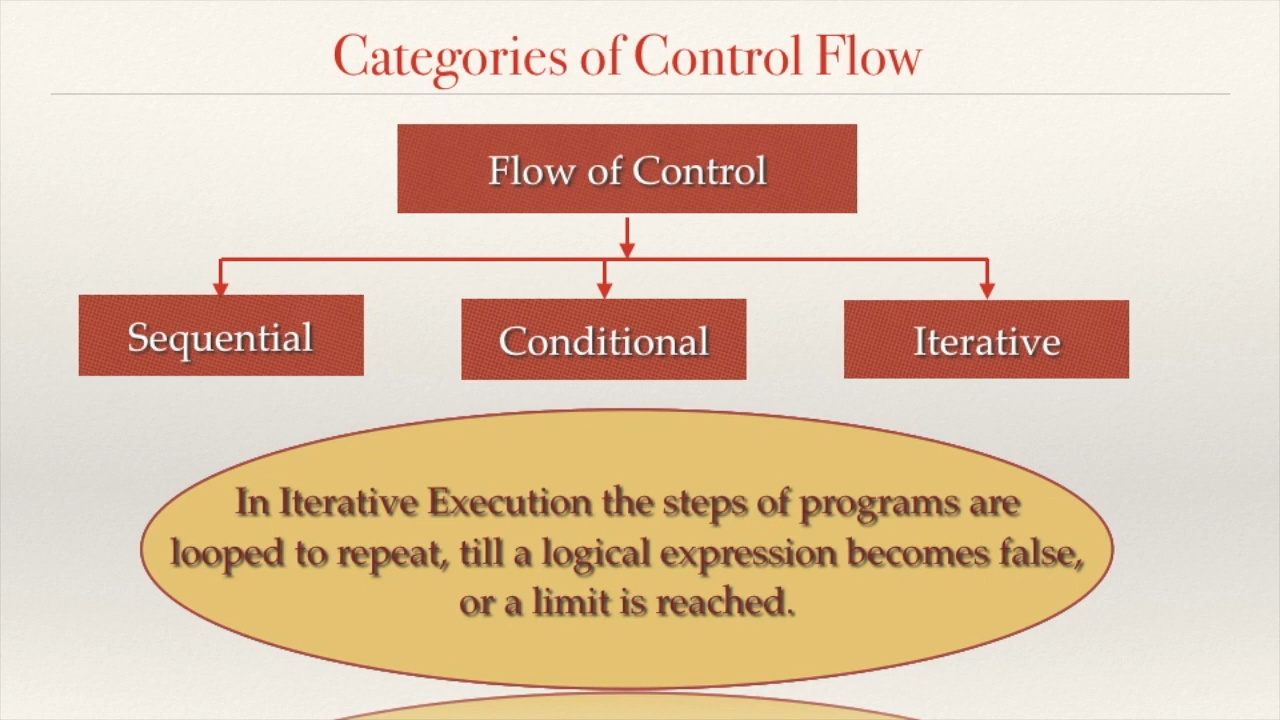 Categories of Control Flow
Flow of Control
Sequential
Conditional
Iterative
In Iterative Execution the steps of programs are
looped to repeat, till a logical expression becomes false,
or a limit is reached.